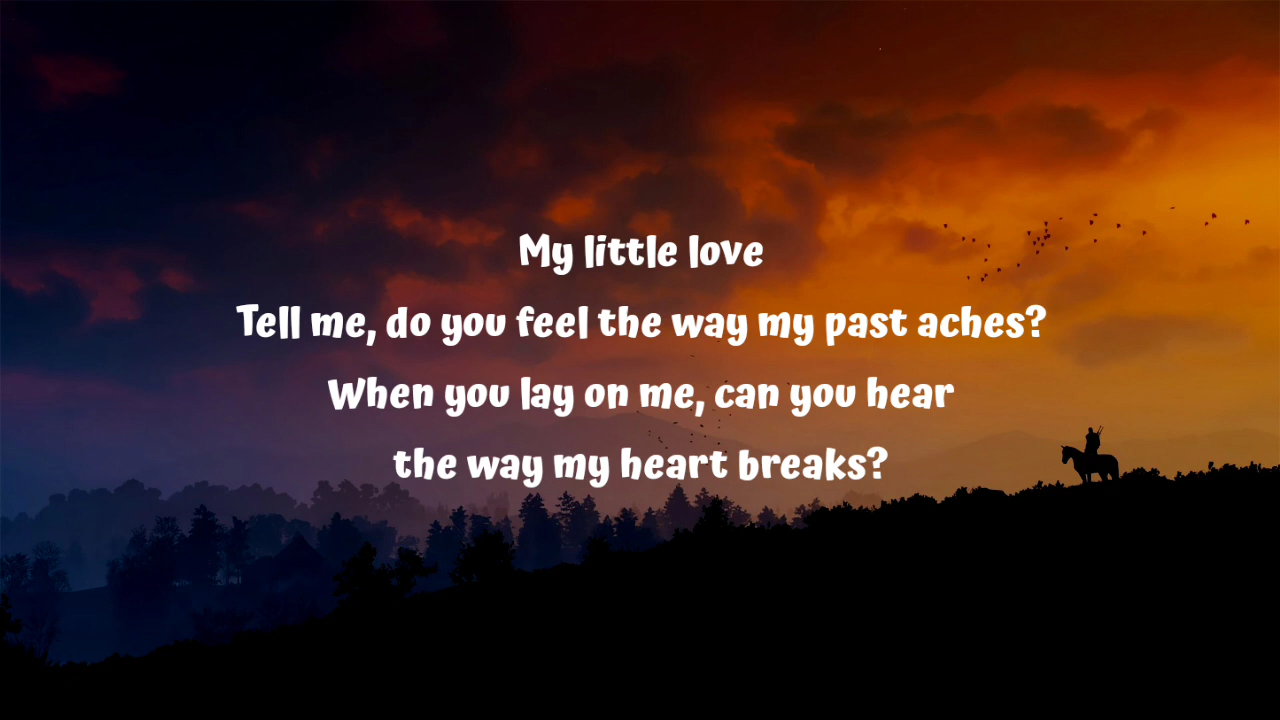 My little love
Tell me, do you feel the way my past aches?
When you lay on me, can you hear
the way my heart breaks?